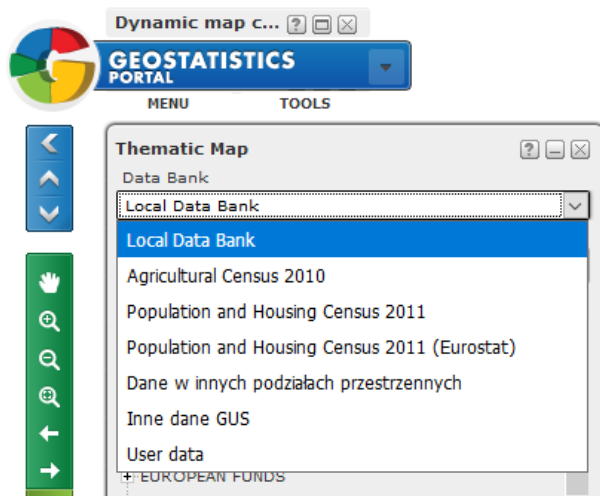 Dynamic map c...
GEOSTATISTICS
PORTAL
MENU TOOLS
Thematic Map
Data Bank
Local Data Bank
Local Data Bank
Agricultural Census 2010
Population and Housing Census 2011
Population and Housing Census 2011 (Eurostat)
Dane w innych podziałach przestrzennych
Inne dane GUS
User data
EUROPEAN FUNDS